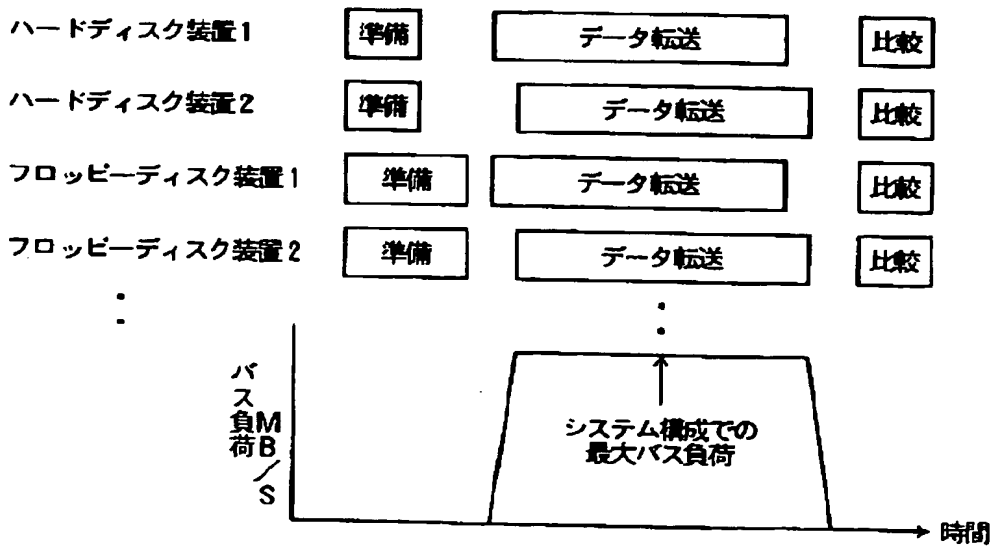 ハードディスク装置1 準備 データ転送 比較
ハードディスク装置2 準備 データ転送 比較
フロッピーディスク装置1 準備 データ転送 比較
フロッピーディスク装置2 準備 データ転送 比較
バス負荷
MB/S
システム構成での
最大バス負荷
時間